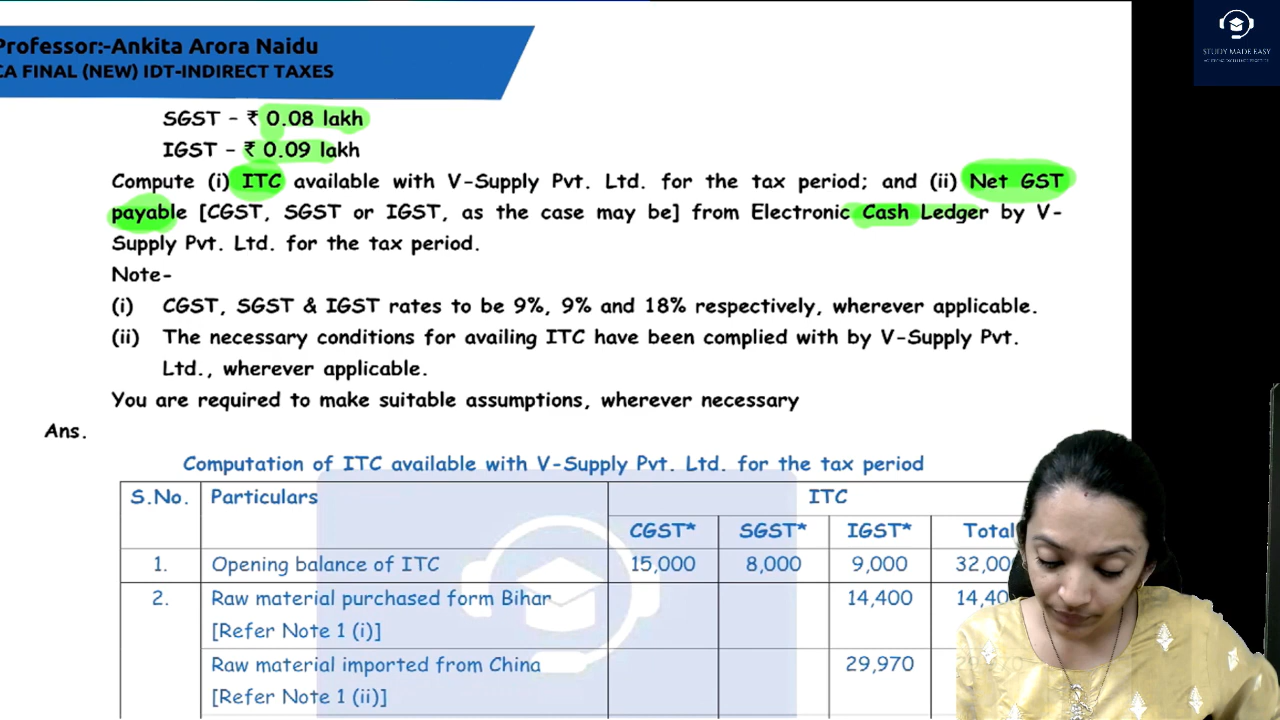 Professor:-Ankita Arora Naidu
CA FINAL (NEW) IDT-INDIRECT TAXES
STUDY MADE EASY
SGST – ₹ 0.08 lakh
IGST – ₹ 0.09 lakh
Compute (i) ITC available with V-Supply Pvt. Ltd. for the tax period; and (ii) Net GST
payable [CGST, SGST or IGST, as the case may be] from Electronic Cash Ledger by V-
Supply Pvt. Ltd. for the tax period.
Note-
(i) CGST, SGST & IGST rates to be 9%, 9% and 18% respectively, wherever applicable.
(ii) The necessary conditions for availing ITC have been complied with by V-Supply Pvt.
Ltd., wherever applicable.
You are required to make suitable assumptions, wherever necessary
Ans.
Computation of ITC available with V-Supply Pvt. Ltd. for the tax period
S.No. Particulars ITC
CGST* SGST* IGST* Total
1. Opening balance of ITC 15,000 8,000 9,000 32,00
2. Raw material purchased form Bihar 14,400 14,40
[Refer Note 1 (i)]
Raw material imported from China 29,970
[Refer Note 1 (ii)]